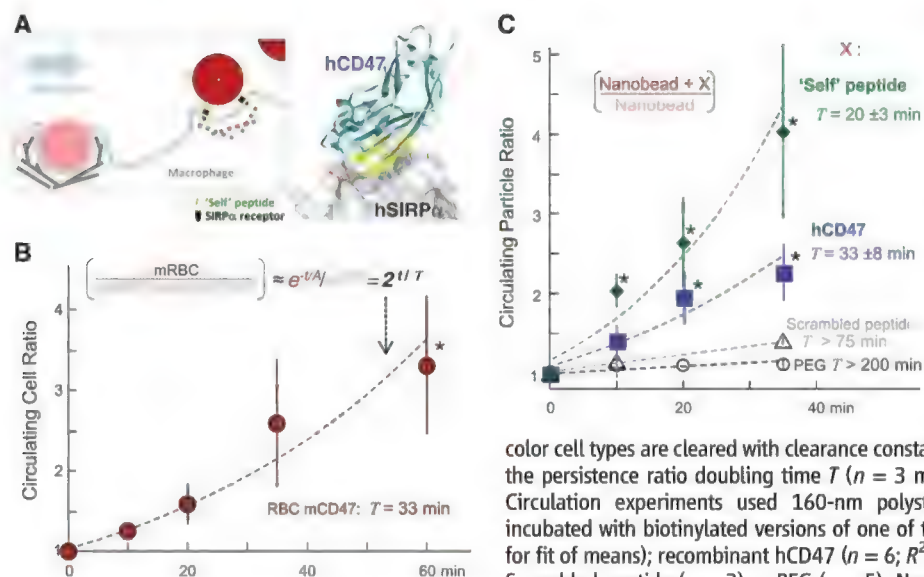 A
hCD47
Macrophage
'Self' peptide
SIRPα receptor
hSIRPα
B
mRBC
≈ e-t/A/
= 2t/T
Circulating Cell Ratio
4
3
2
1
*
RBC mCD47: T = 33 min
0
20
40
60 min
C
Circulating Particle Ratio
5
4
3
2
1
Nanobead + X
Nanobead
X :
'Self' peptide
T = 20 ±3 min
*
*
*
hCD47
T = 33 ±8 min
*
*
Scrambled peptide
T > 75 min
PEG T > 200 min
0
20
40 min
color cell types are cleared with clearance consta
the persistence ratio doubling time T (n = 3 m
Circulation experiments used 160-nm polyst
incubated with biotinylated versions of one of t
for fit of means); recombinant hCD47 (n = 6; R2